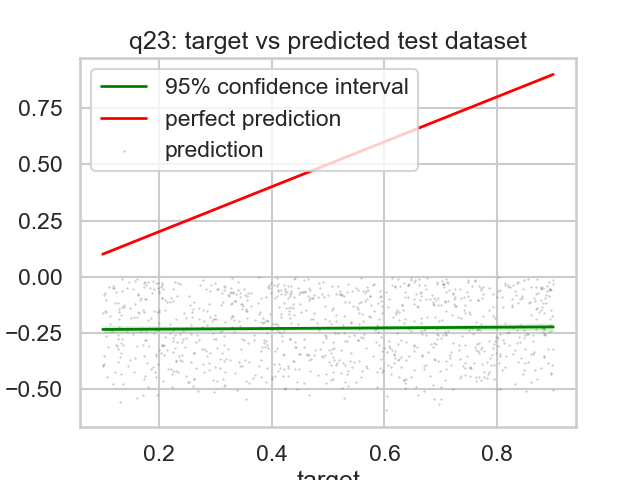 q23: target vs predicted test dataset
95% confidence interval
perfect prediction
prediction
0.75
0.50
0.25
0.00
−0.25
−0.50
0.2 0.4 0.6 0.8
target